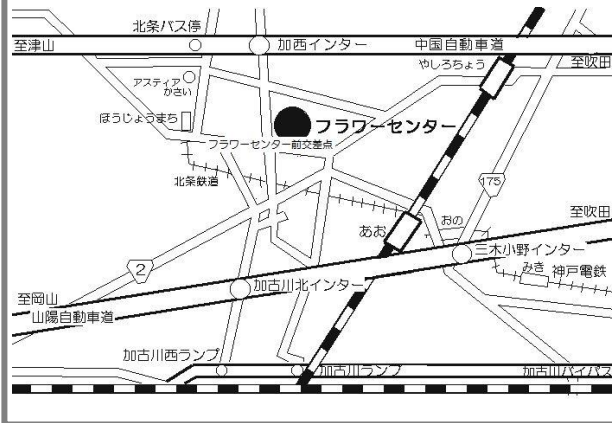 北条バス停
至津山
加西インター
中国自動車道
やしろちょう
至吹田
アスティア
かさい
ほうじょうまち
フラワーセンター
フラワーセンター前交差点
北条鉄道
175
あお
おの
至吹田
三木小野インター
みき
神戸電鉄
2
加古川北インター
至岡山
山陽自動車道
加古川西ランプ
加古川ランプ
加古川バイパス